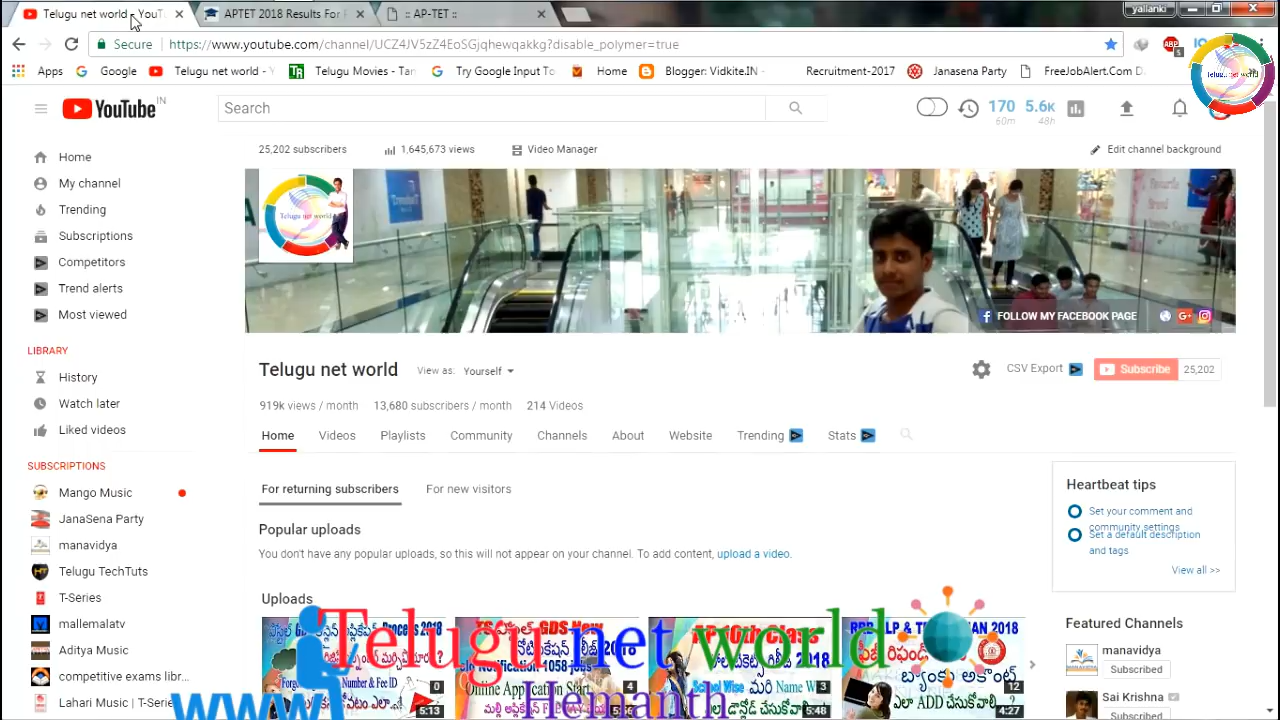 Telugu net world - YouT
APTET 2018 Results For
:: AP-TET ::
yallanki
Secure https://www.youtube.com/channel/UCZ4JV5zZ4EoSGjqhewqakkg?disable_polymer=true
Apps Google Telugu net world - Y Telugu Movies - Tam Try Google Input To Home Blogger: Vidkite.IN - Recruitment-2017 Janasena Party FreeJobAlert.Com
Telugu net world
YouTube IN
Search
170 5.6K
60m 48h
25,202 subscribers 1,645,673 views Video Manager Edit channel background
Home
My channel
Trending
Subscriptions
Competitors
Trend alerts
Most viewed
LIBRARY
History
Watch later
Liked videos
SUBSCRIPTIONS
Mango Music
JanaSena Party
manavidya
Telugu TechTuts
T-Series
mallemalatv
Aditya Music
competitive exams libr...
Lahari Music | T-Serie
Telugu net world
FOLLOW MY FACEBOOK PAGE
Telugu net world View as: Yourself
CSV Export Subscribe 25,202
919k views / month 13,680 subscribers / month 214 Videos
Home Videos Playlists Community Channels About Website Trending Stats
For returning subscribers For new visitors
Popular uploads
You don't have any popular uploads, so this will not appear on your channel. To add content, upload a video.
Uploads
Heartbeat tips
Set your comment and
community settings
Set a default description
and tags
View all >>
Featured Channels
manavidya
Subscribed
Sai Krishna
Subscribed
Telugu net world
Hemanth
5:13
5:48
12
4:27